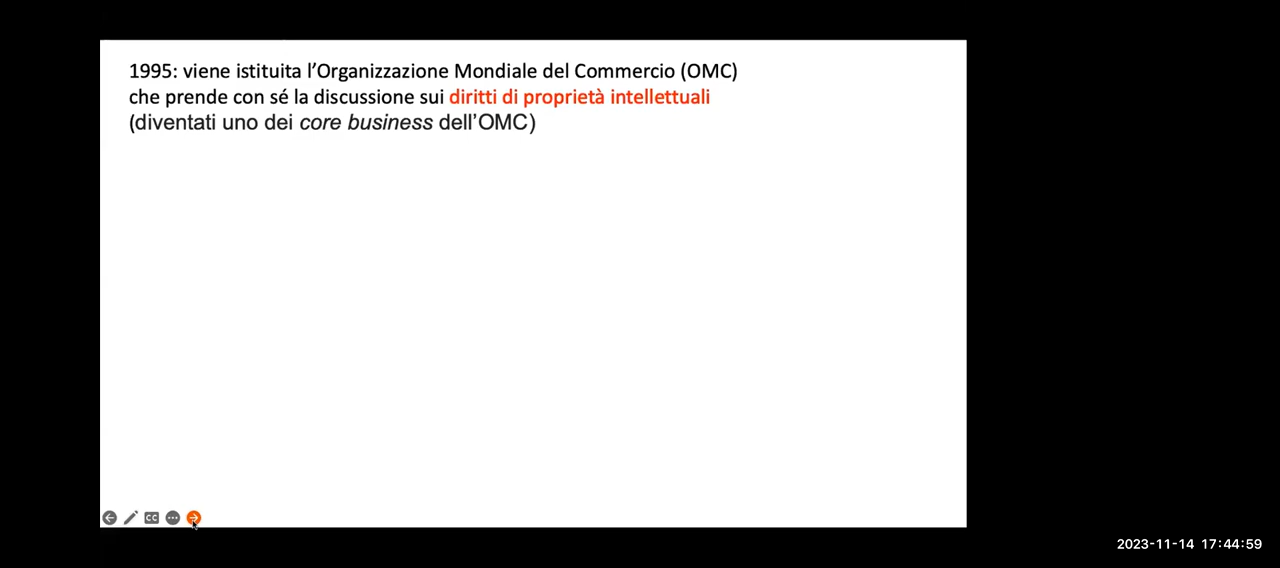 1995: viene istituita l’Organizzazione Mondiale del Commercio (OMC)
che prende con sé la discussione sui diritti di proprietà intellettuali
(diventati uno dei core business dell’OMC)
CC
2023-11-14 17:44:59